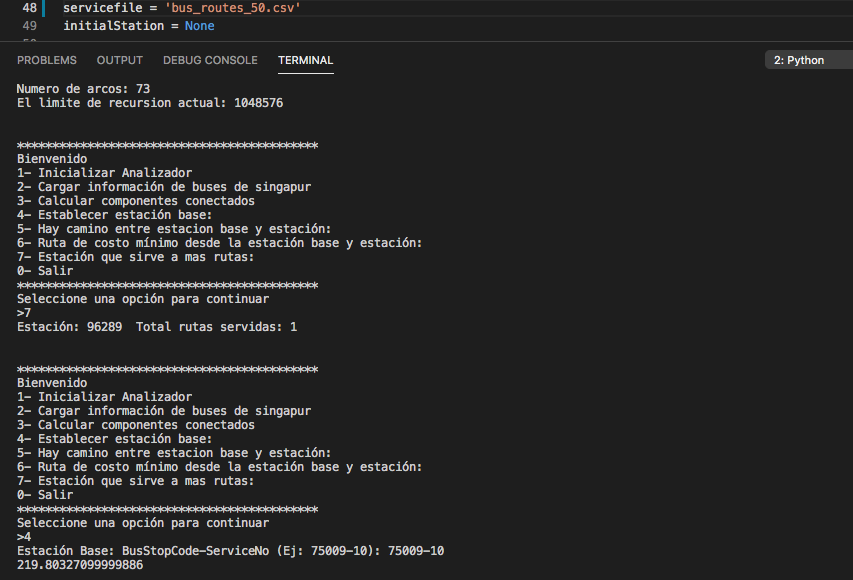 48 servicefile = 'bus_routes_50.csv'
49 initialStation = None
PROBLEMS OUTPUT DEBUG CONSOLE TERMINAL 2: Python
Numero de arcos: 73
El limite de recursion actual: 1048576
*******************************************
Bienvenido
1- Inicializar Analizador
2- Cargar información de buses de singapur
3- Calcular componentes conectados
4- Establecer estación base:
5- Hay camino entre estacion base y estación:
6- Ruta de costo mínimo desde la estación base y estación:
7- Estación que sirve a mas rutas:
0- Salir
*******************************************
Seleccione una opción para continuar
>7
Estación: 96289  Total rutas servidas: 1
*******************************************
Bienvenido
1- Inicializar Analizador
2- Cargar información de buses de singapur
3- Calcular componentes conectados
4- Establecer estación base:
5- Hay camino entre estacion base y estación:
6- Ruta de costo mínimo desde la estación base y estación:
7- Estación que sirve a mas rutas:
0- Salir
*******************************************
Seleccione una opción para continuar
>4
Estación Base: BusStopCode-ServiceNo (Ej: 75009-10): 75009-10
219.80327099999886